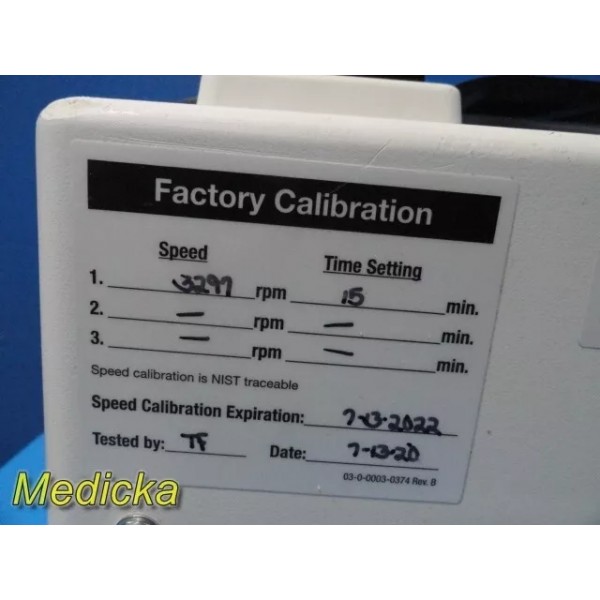 Factory Calibration
Speed Time Setting
1. 3297 rpm 15 min.
2. — rpm — min.
3. — rpm — min.
Speed calibration is NIST traceable
Speed Calibration Expiration: 7-13-2022
Tested by: TF Date: 7-13-20
03-0-0003-0374 Rev. B
Medicka